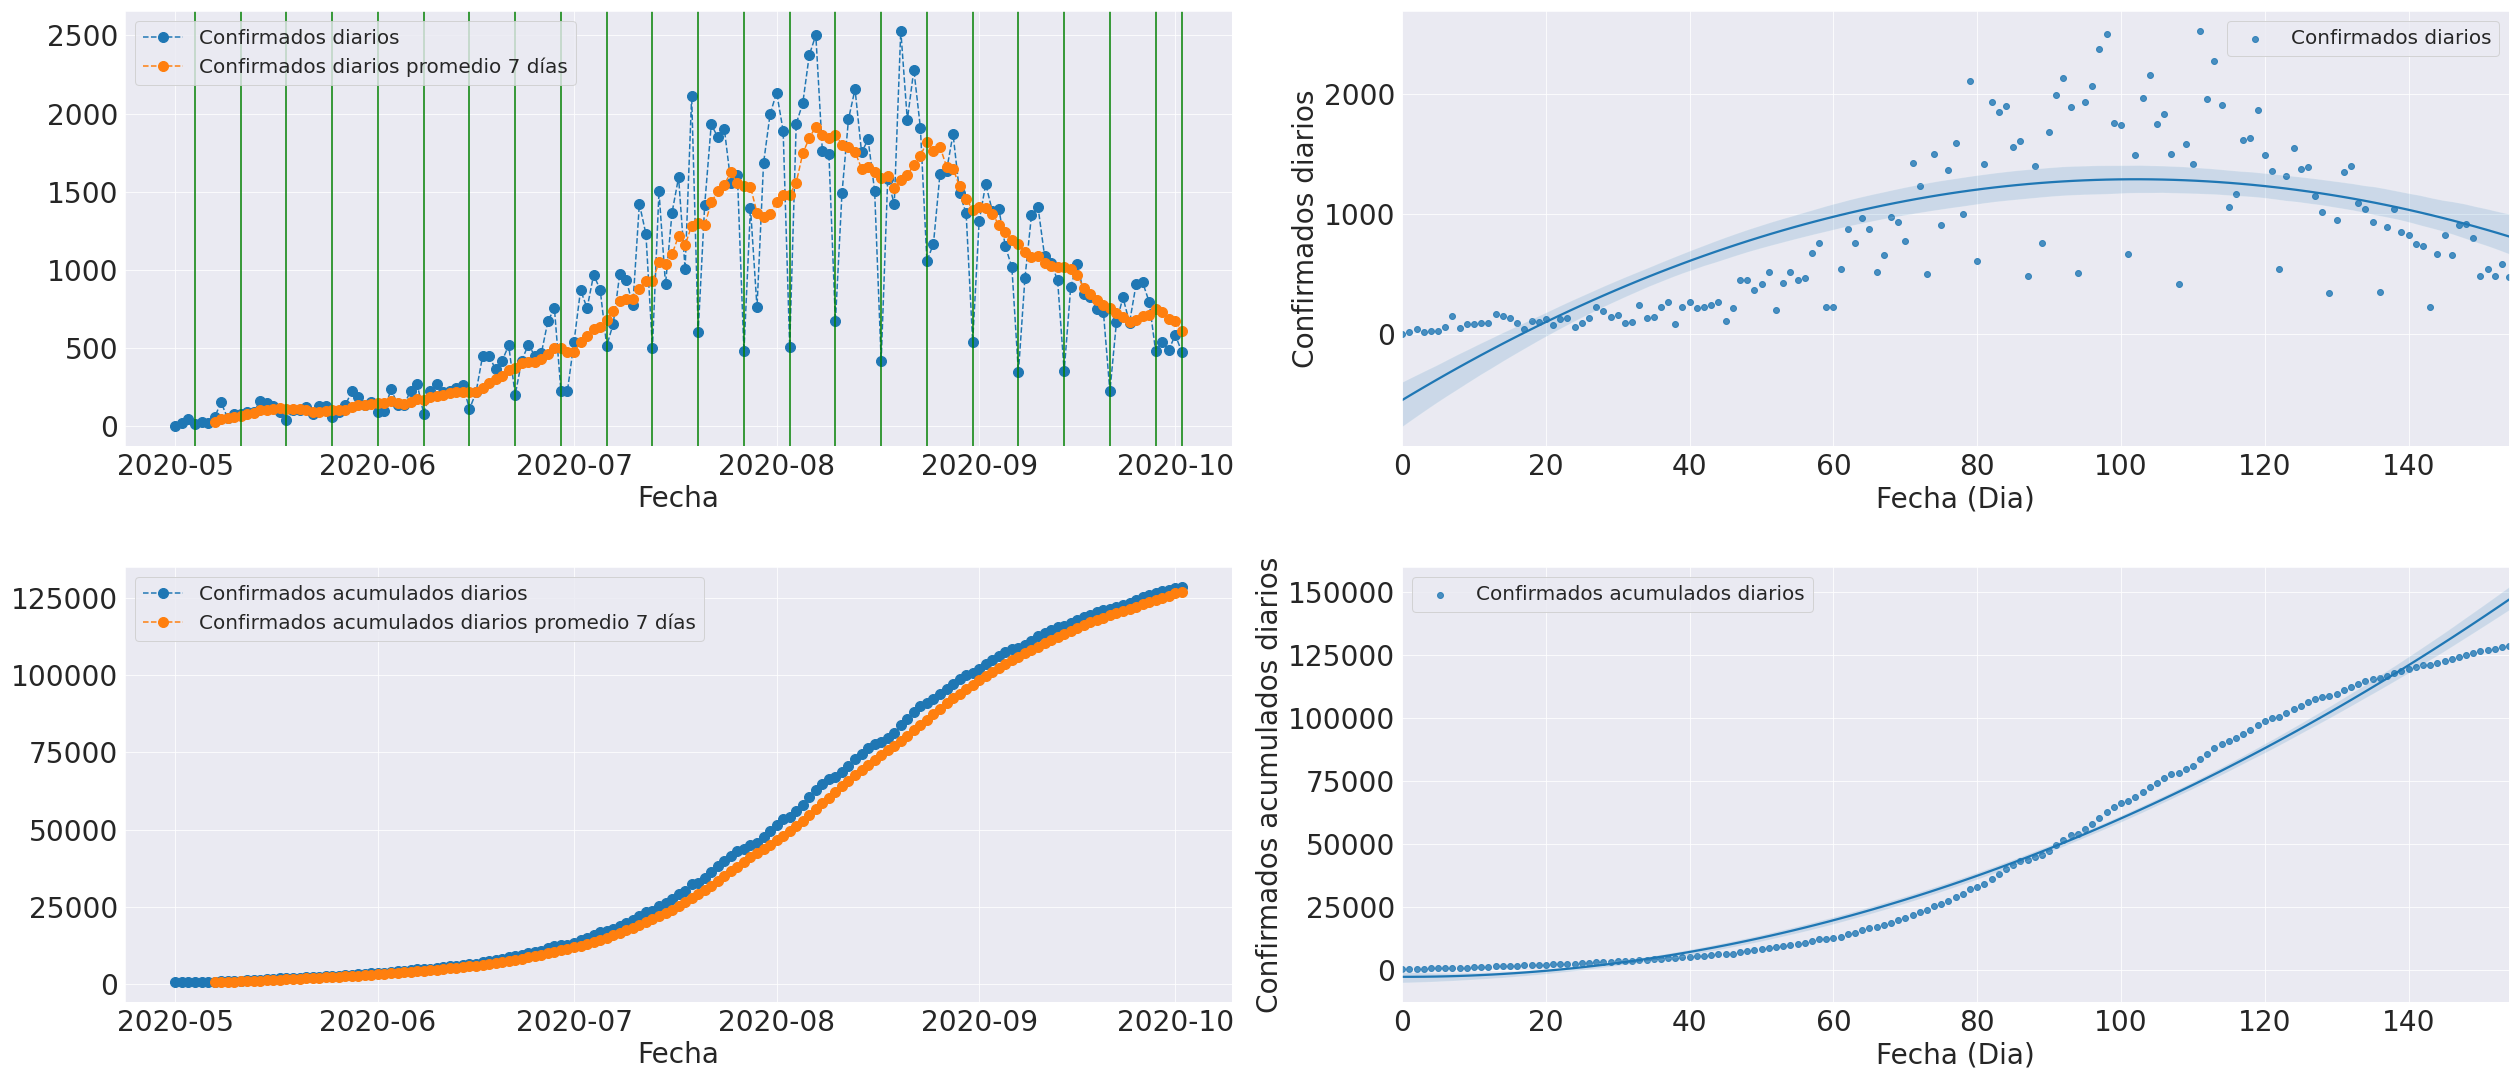 2500
2000
1500
1000
500
0
Confirmados diarios
Confirmados diarios promedio 7 días
2020-05 2020-06 2020-07 2020-08 2020-09 2020-10
Fecha
Confirmados diarios
2000
1000
0
Confirmados diarios
0 20 40 60 80 100 120 140
Fecha (Dia)
125000
100000
75000
50000
25000
0
Confirmados acumulados diarios
Confirmados acumulados diarios promedio 7 días
2020-05 2020-06 2020-07 2020-08 2020-09 2020-10
Fecha
Confirmados acumulados diarios
150000
125000
100000
75000
50000
25000
0
Confirmados acumulados diarios
0 20 40 60 80 100 120 140
Fecha (Dia)